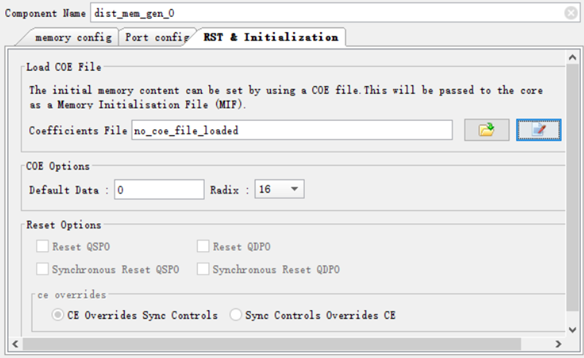 Component Name dist_mem_gen_0
memory config Port config RST & Initialization
Load COE File
The initial memory content can be set by using a COE file.This will be passed to the core
as a Memory Initialisation File (MIF).
Coefficients File no_coe_file_loaded
COE Options
Default Data : 0 Radix : 16
Reset Options
Reset QSPO Reset QDPO
Synchronous Reset QSPO Synchronous Reset QDPO
ce overrides
CE Overrides Sync Controls Sync Controls Overrides CE